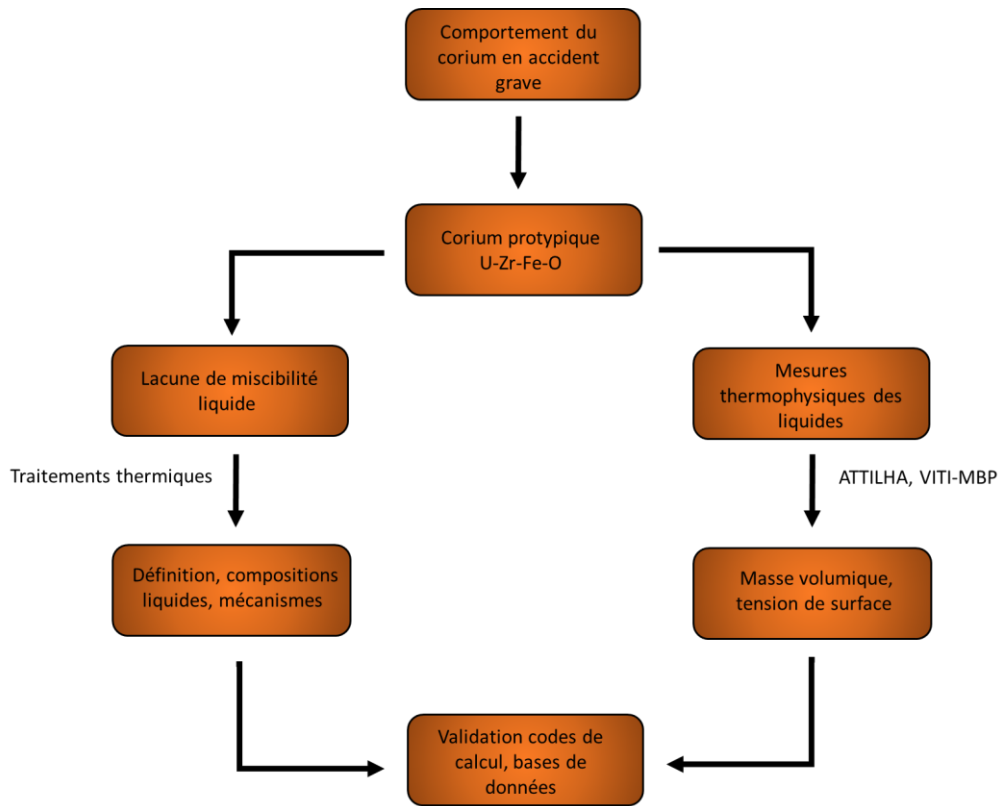 Comportement du
corium en accident
grave
Corium protypique
U-Zr-Fe-O
Lacune de miscibilité
liquide
Mesures
thermophysiques des
liquides
Traitements thermiques
ATTILHA, VITI-MBP
Définition, compositions
liquides, mécanismes
Masse volumique,
tension de surface
Validation codes de
calcul, bases de
données